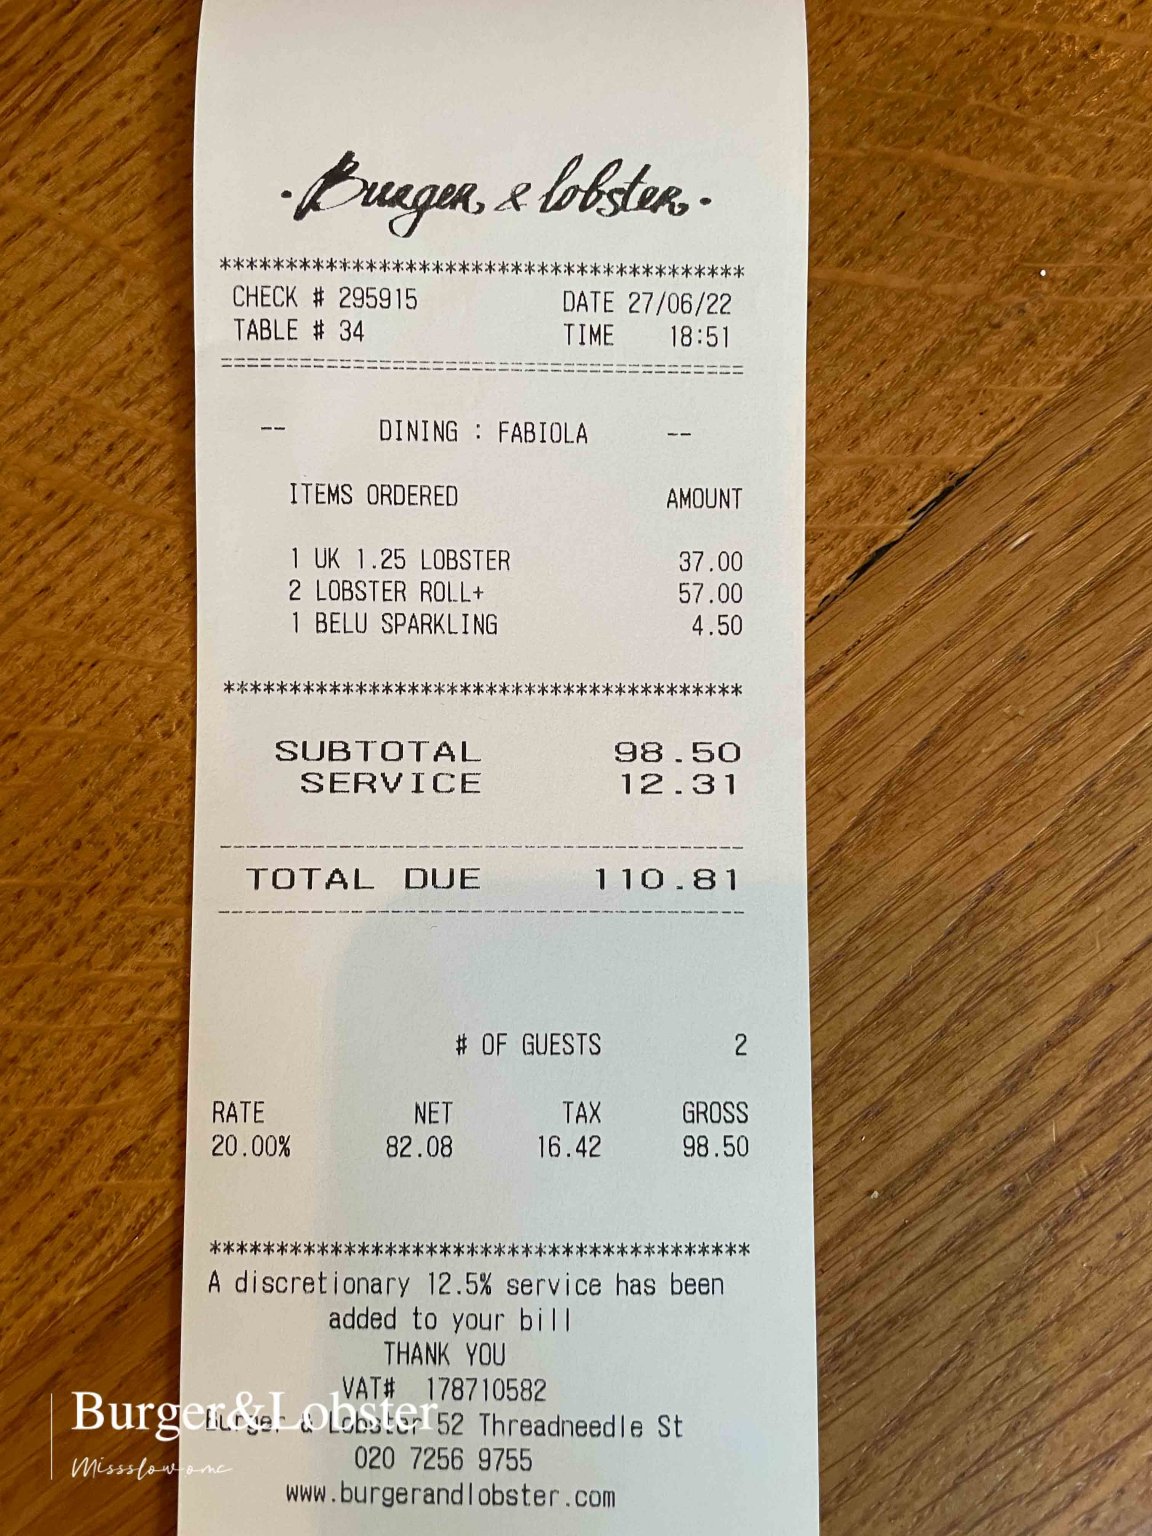 · Burger & lobster ·
****************************************
CHECK # 295915 DATE 27/06/22
TABLE # 34 TIME 18:51
========================================
-- DINING : FABIOLA --
ITEMS ORDERED AMOUNT
1 UK 1.25 LOBSTER 37.00
2 LOBSTER ROLL+ 57.00
1 BELU SPARKLING 4.50
****************************************
SUBTOTAL 98.50
SERVICE 12.31
----------------------------------------
TOTAL DUE 110.81
----------------------------------------
# OF GUESTS 2
RATE NET TAX GROSS
20.00% 82.08 16.42 98.50
****************************************
A discretionary 12.5% service has been
added to your bill
THANK YOU
VAT# 178710582
Burger & Lobster 52 Threadneedle St
020 7256 9755
www.burgerandlobster.com
Burger&Lobster